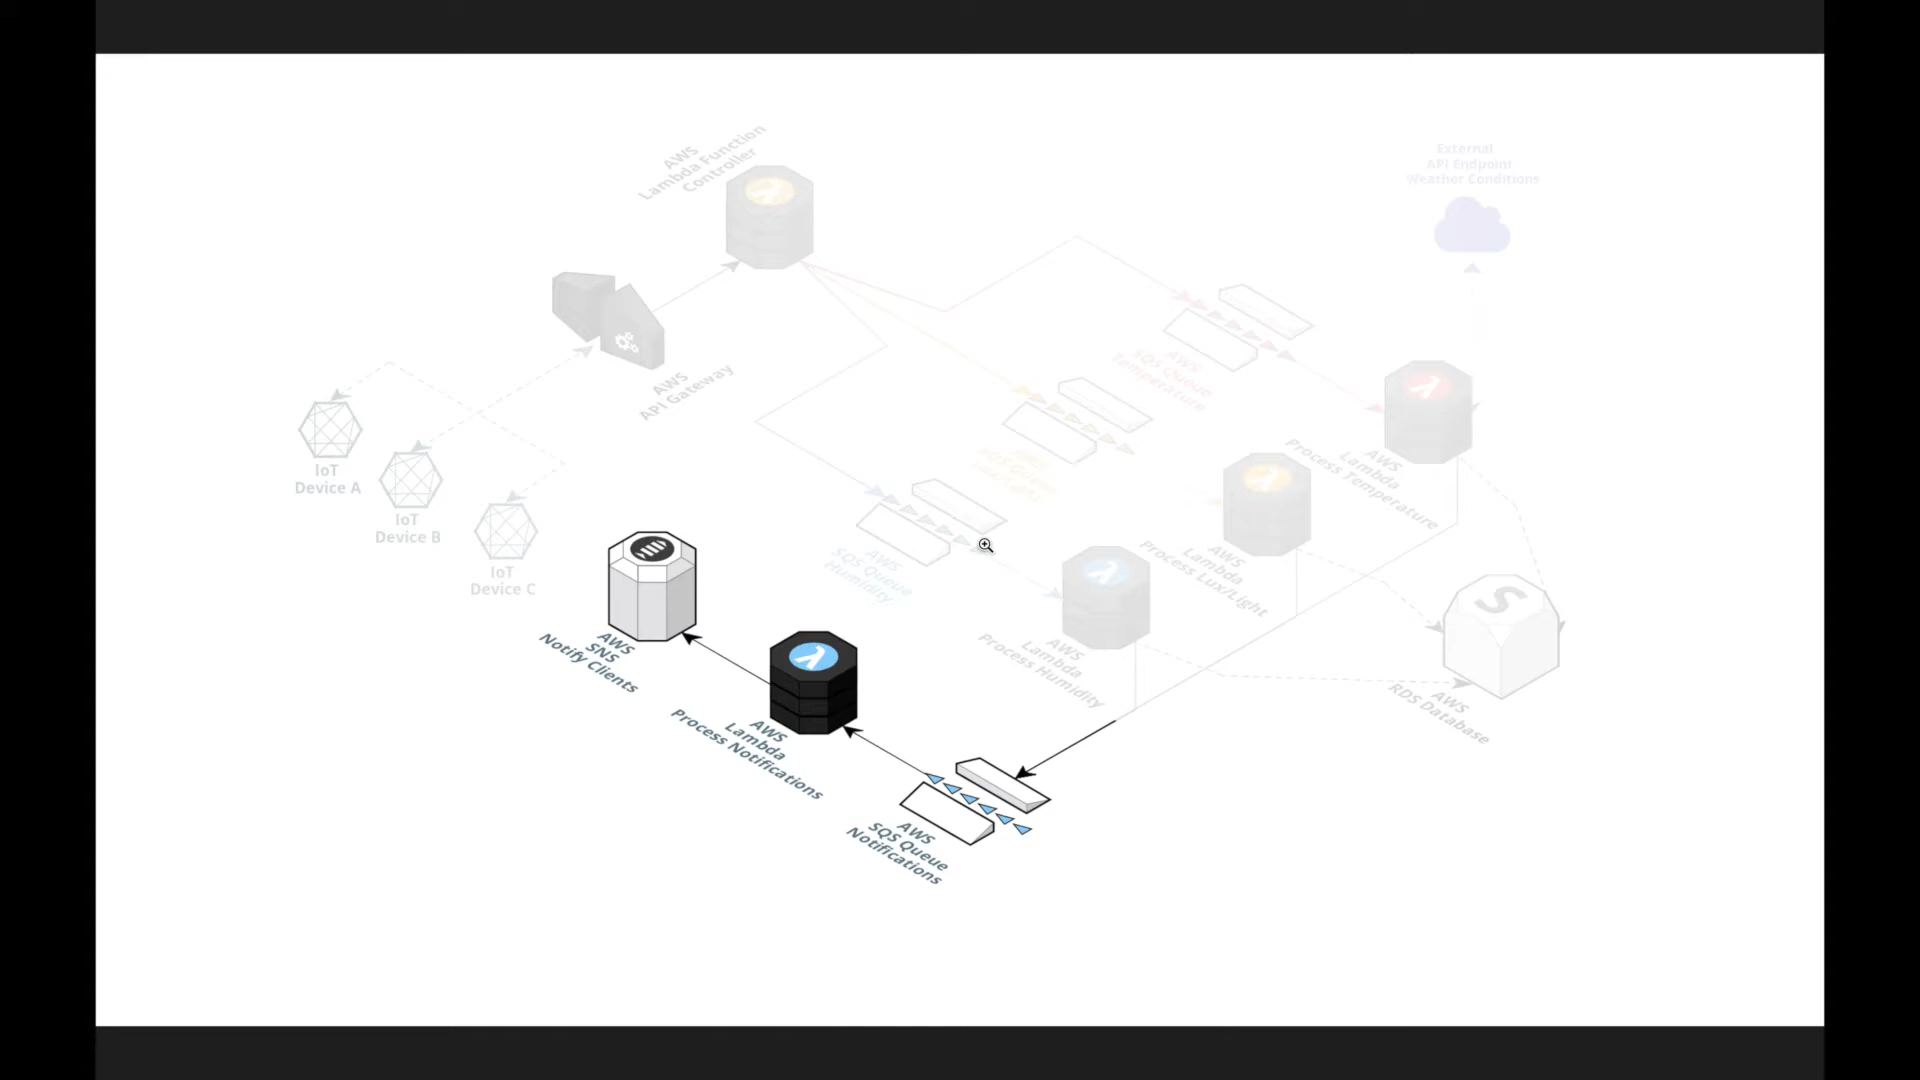 AWS
Lambda Function
Controller
External
API Endpoint
Weather Conditions
AWS
API Gateway
AWS
SQS Queue
Temperature
IoT
Device A
IoT
Device B
IoT
Device C
AWS
Lambda
Process Temperature
AWS
SQS Queue
Humidity
AWS
Lambda
Process Lux/Light
AWS
Lambda
Process Humidity
AWS
RDS Database
AWS
SNS
Notify Clients
AWS
Lambda
Process Notifications
AWS
SQS Queue
Notifications